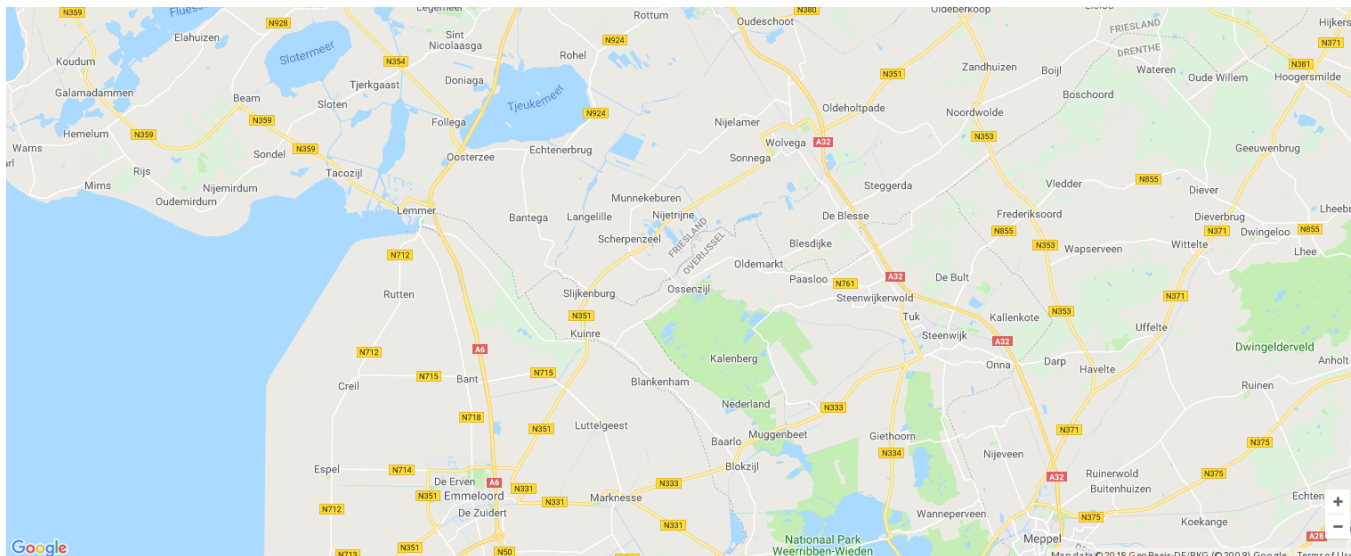 N359
Flues
N928
Legemeer
Rottum
N380
Oudeschoot
Oldeberkoop
FRIESLAND
Hijkers
Elahuizen
Sint
Nicolaasga
N924
DRENTHE
N371
Koudum
Slotermeer
N354
Rohel
Zandhuizen
Boijl
Wateren
N381
Galamadammen
Tjerkgaast
Doniaga
N351
Oude Willem
Hoogersmilde
Beam
Sloten
Tjeukemeer
N924
Oldeholtpade
Noordwolde
Boschoord
Hemelum
N359
N359
Follega
Nijelamer
N353
Warns
Sondel
N359
Oosterzee
Echtenerbrug
Wolvega
A32
Geeuwenbrug
Rijs
Tacozijl
Sonnega
Mirns
Nijemirdum
Steggerda
Vledder
N855
Diever
Oudemirdum
Munnekeburen
Lemmer
Bantega
Langelille
Nijetrijne
De Blesse
Frederiksoord
Dieverbrug
Lheebr
FRIESLAND
OVERIJSSEL
Scherpenzeel
Blesdijke
N855
N371
Dwingeloo
N855
N712
N353
Wapserveen
Wittelte
Lhee
Oldemarkt
Paasloo
N761
A32
De Bult
Rutten
Slijkenburg
Ossenzijl
Steenwijkerwold
N371
N351
Tuk
N353
Kallenkote
Kuinre
Steenwijk
Uffelte
N712
A6
A32
Dwingelderveld
Kalenberg
Onna
Darp
Havelte
Anholt
Creil
N715
Bant
N715
Blankenham
Ruinen
Nederland
N333
N718
N351
Luttelgeest
Baarlo
Muggenbeet
Giethoorn
N371
N375
Espel
N714
De Erven
A6
Blokzijl
N334
Nijeveen
N375
Ruinerwold
Buitenhuizen
A32
N351
Emmeloord
N331
N331
Marknesse
N333
Echten
N712
De Zuidert
N331
Wanneperveen
N375
Koekange
N713
N351
N50
Nationaal Park
Weerribben-Wieden
Meppel
A28
+
−
Google